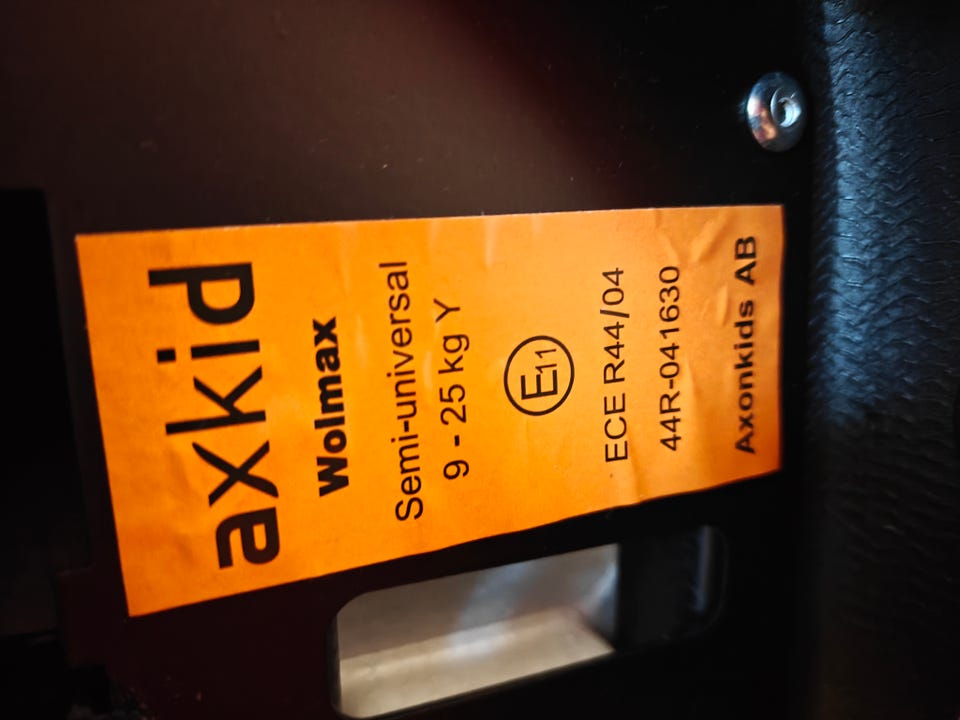 axkid
Wolmax
Semi-universal
9 - 25 kg Y
E11
ECE R44/04
44R-041630
Axonkids AB